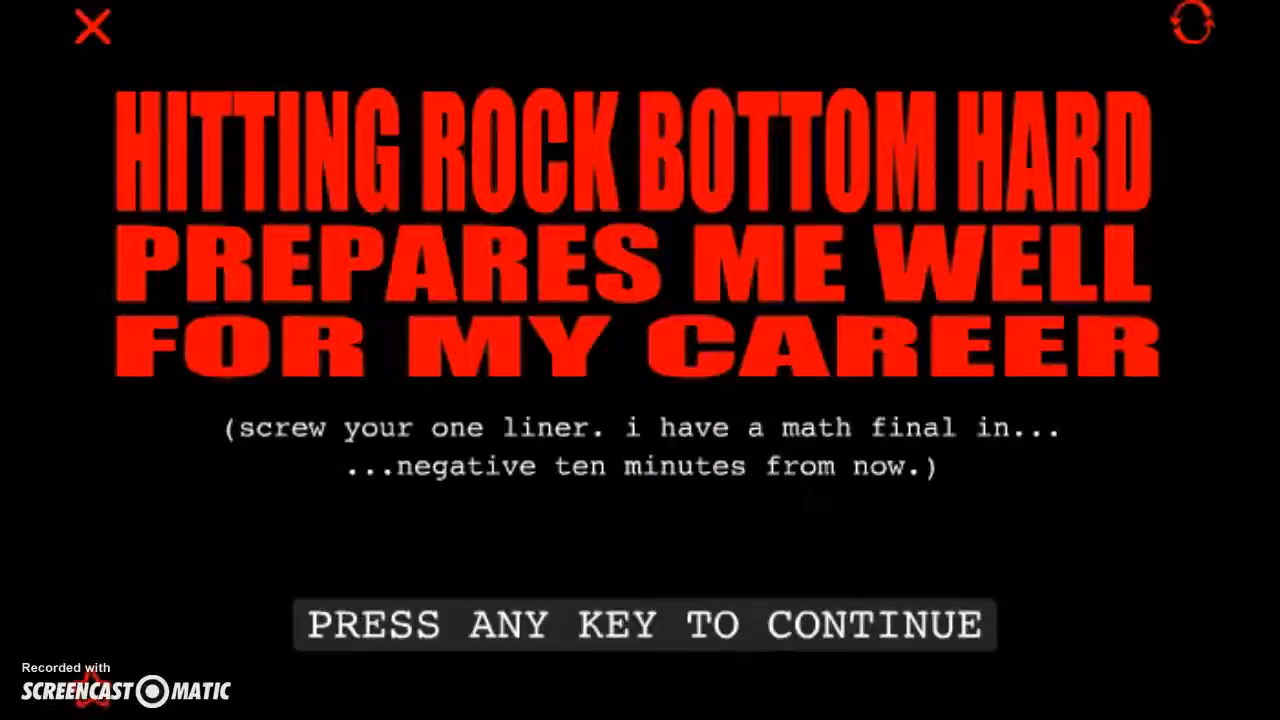 HITTING ROCK BOTTOM HARD
PREPARES ME WELL
FOR MY CAREER
(screw your one liner. i have a math final in...
...negative ten minutes from now.)
PRESS ANY KEY TO CONTINUE
Recorded with
SCREENCAST MATIC